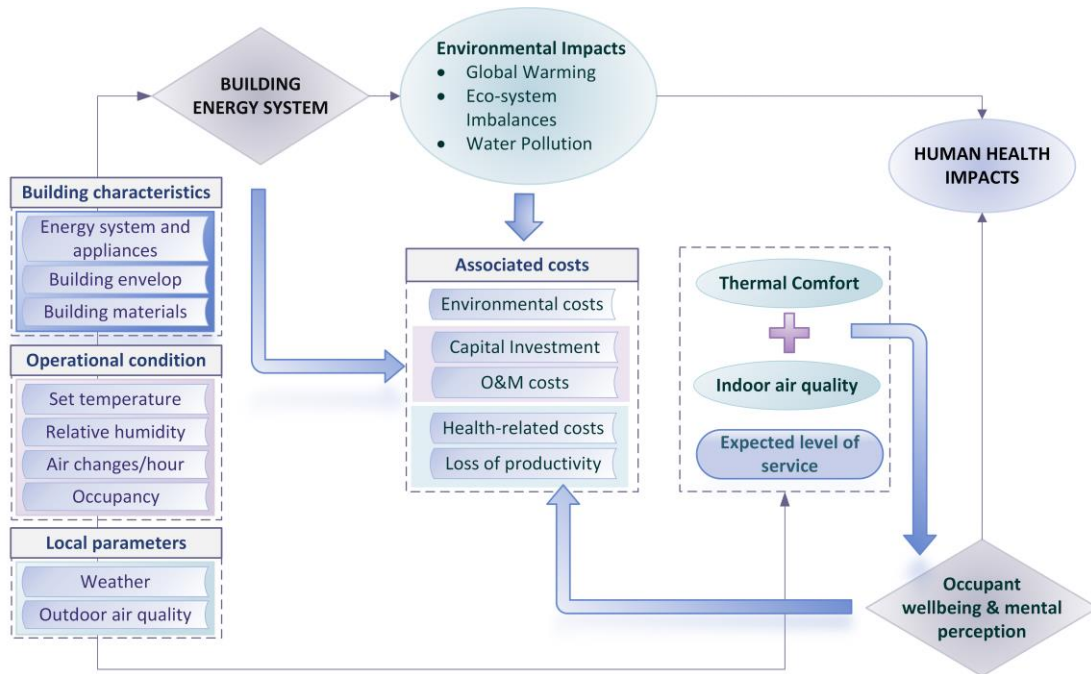 BUILDING
ENERGY SYSTEM
Environmental Impacts
• Global Warming
• Eco-system
Imbalances
• Water Pollution
HUMAN HEALTH
IMPACTS
Building characteristics
Energy system and
appliances
Building envelop
Building materials
Operational condition
Set temperature
Relative humidity
Air changes/hour
Occupancy
Local parameters
Weather
Outdoor air quality
Associated costs
Environmental costs
Capital Investment
O&M costs
Health-related costs
Loss of productivity
Thermal Comfort
Indoor air quality
Expected level of
service
Occupant
wellbeing & mental
perception